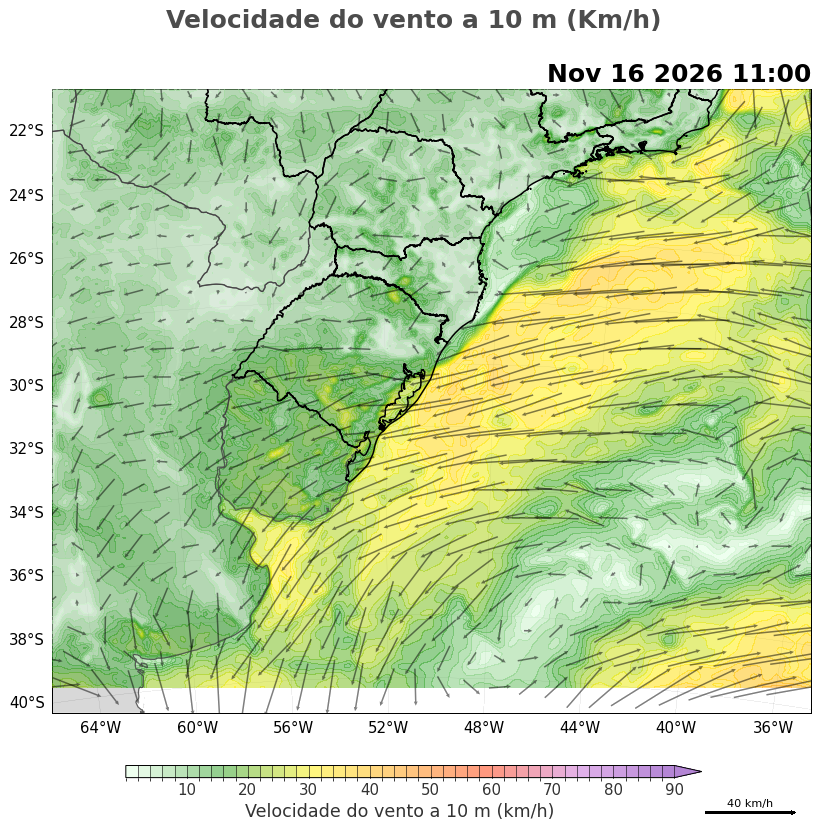 Velocidade do vento a 10 m (Km/h)
Nov 16 2026 11:00
22°S
24°S
26°S
28°S
30°S
32°S
34°S
36°S
38°S
40°S
64°W 60°W 56°W 52°W 48°W 44°W 40°W 36°W
10 20 30 40 50 60 70 80 90
Velocidade do vento a 10 m (km/h)
40 km/h